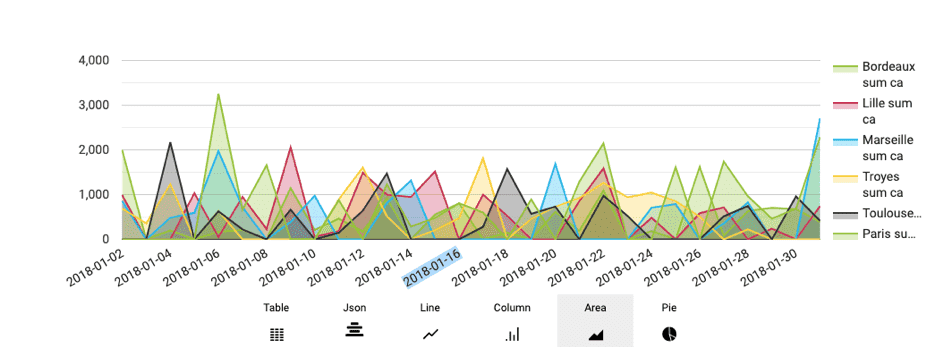 4,000
3,000
2,000
1,000
0
2018-01-02
2018-01-04
2018-01-06
2018-01-08
2018-01-10
2018-01-12
2018-01-14
2018-01-16
2018-01-18
2018-01-20
2018-01-22
2018-01-24
2018-01-26
2018-01-28
2018-01-30
Bordeaux
sum ca
Lille sum
ca
Marseille
sum ca
Troyes
sum ca
Toulouse...
Paris su...
Table Json Line Column Area Pie